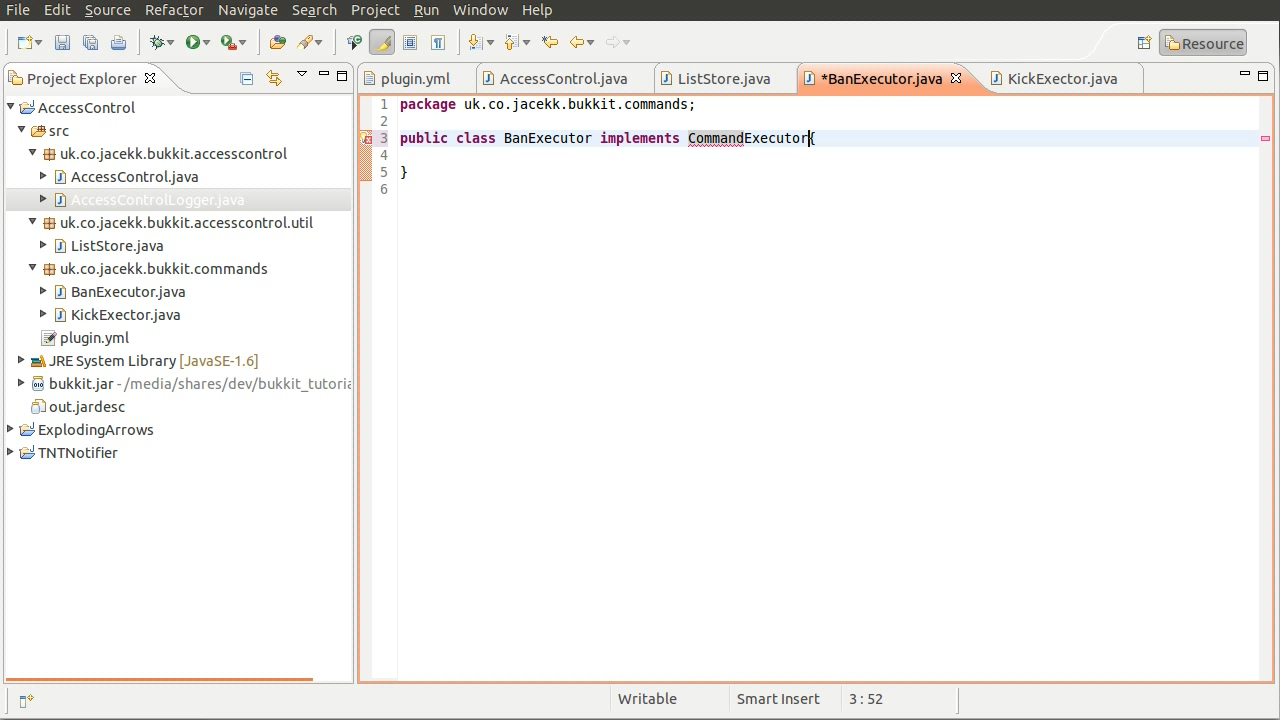 File Edit Source Refactor Navigate Search Project Run Window Help
Resource
Project Explorer
plugin.yml
AccessControl.java
ListStore.java
*BanExecutor.java
KickExector.java
AccessControl
src
uk.co.jacekk.bukkit.accesscontrol
AccessControl.java
AccessControlLogger.java
uk.co.jacekk.bukkit.accesscontrol.util
ListStore.java
uk.co.jacekk.bukkit.commands
BanExecutor.java
KickExector.java
plugin.yml
JRE System Library [JavaSE-1.6]
bukkit.jar - /media/shares/dev/bukkit_tutoria
out.jardesc
ExplodingArrows
TNTNotifier
1 package uk.co.jacekk.bukkit.commands;
2
3 public class BanExecutor implements CommandExecutor{
4
5 }
6
Writable Smart Insert 3 : 52